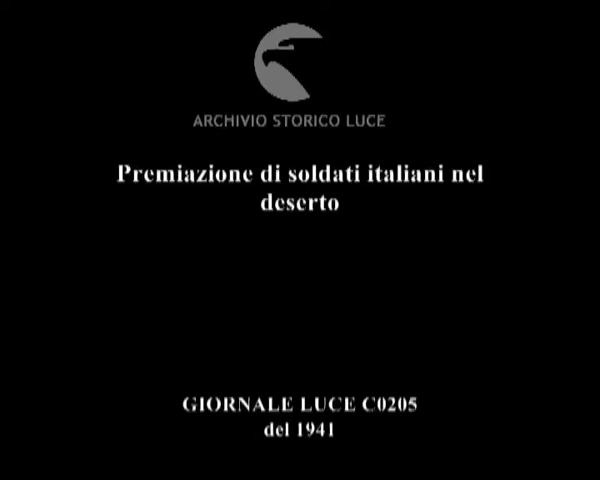 ARCHIVIO STORICO LUCE
Premiazione di soldati italiani nel
deserto
GIORNALE LUCE C0205
del 1941